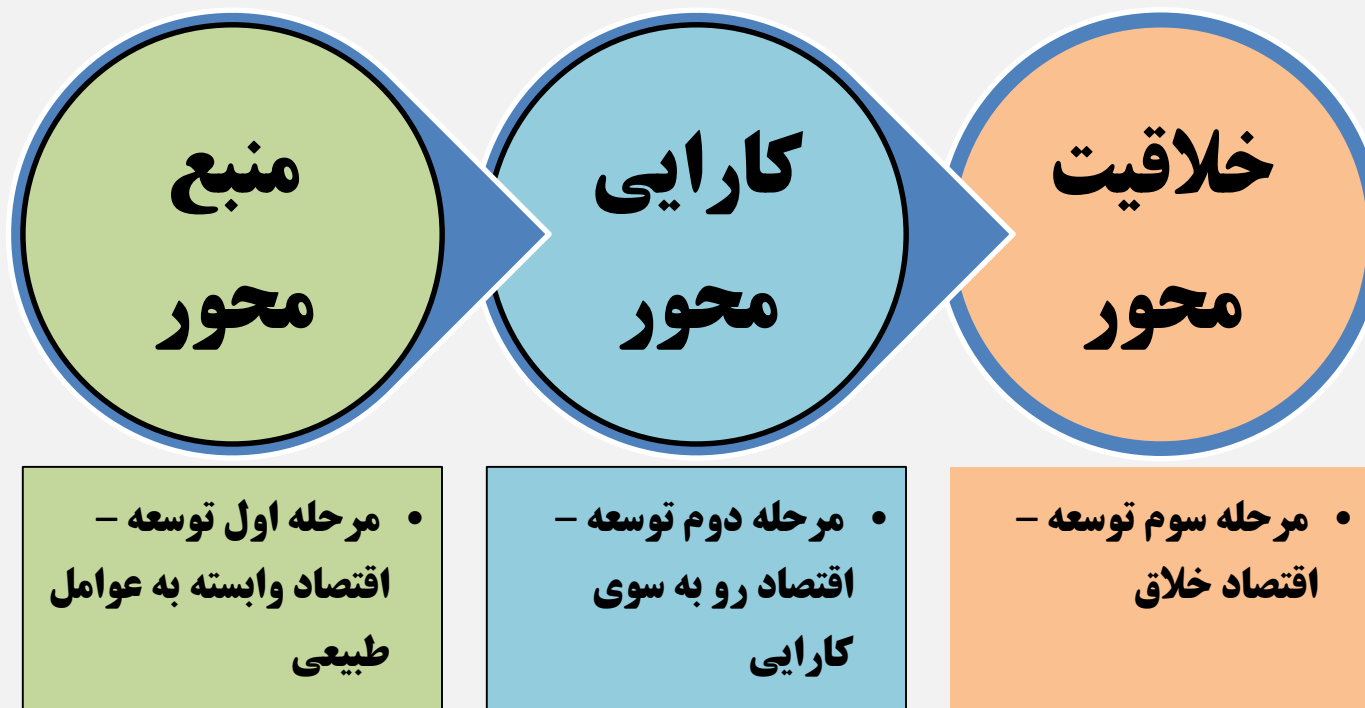 منبع
محور
کارایی
محور
خلاقیت
محور
• مرحله اول توسعه –
اقتصاد وابسته به عوامل
طبیعی
• مرحله دوم توسعه –
اقتصاد رو به سوی
کارایی
• مرحله سوم توسعه –
اقتصاد خلاق